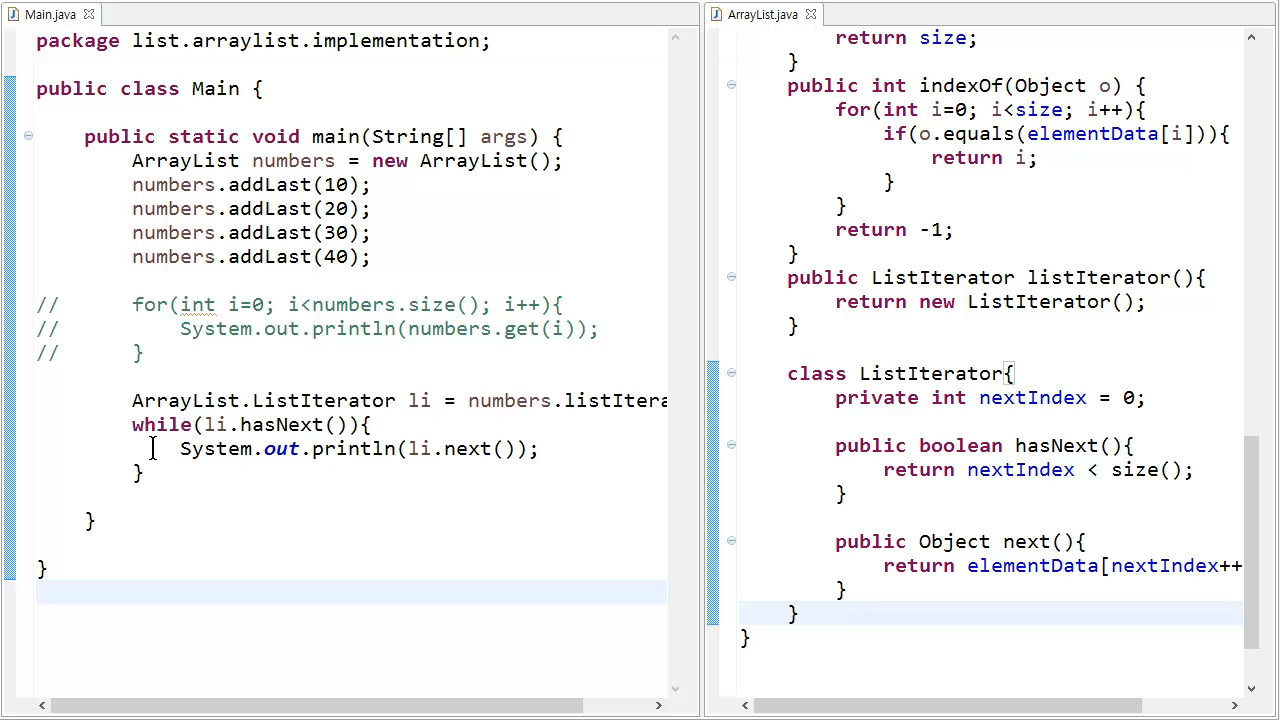 Main.java
package list.arraylist.implementation;
public class Main {
public static void main(String[] args) {
ArrayList numbers = new ArrayList();
numbers.addLast(10);
numbers.addLast(20);
numbers.addLast(30);
numbers.addLast(40);
// for(int i=0; i<numbers.size(); i++){
// System.out.println(numbers.get(i));
// }
ArrayList.ListIterator li = numbers.listItera
while(li.hasNext()){
System.out.println(li.next());
}
}
}
ArrayList.java
return size;
}
public int indexOf(Object o) {
for(int i=0; i<size; i++){
if(o.equals(elementData[i])){
return i;
}
}
return -1;
}
public ListIterator listIterator(){
return new ListIterator();
}
class ListIterator{
private int nextIndex = 0;
public boolean hasNext(){
return nextIndex < size();
}
public Object next(){
return elementData[nextIndex++
}
}
}